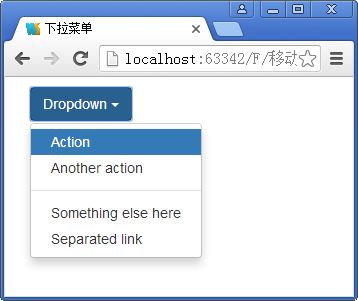 下拉菜单
localhost:63342/F/移动
Dropdown
Action
Another action
Something else here
Separated link